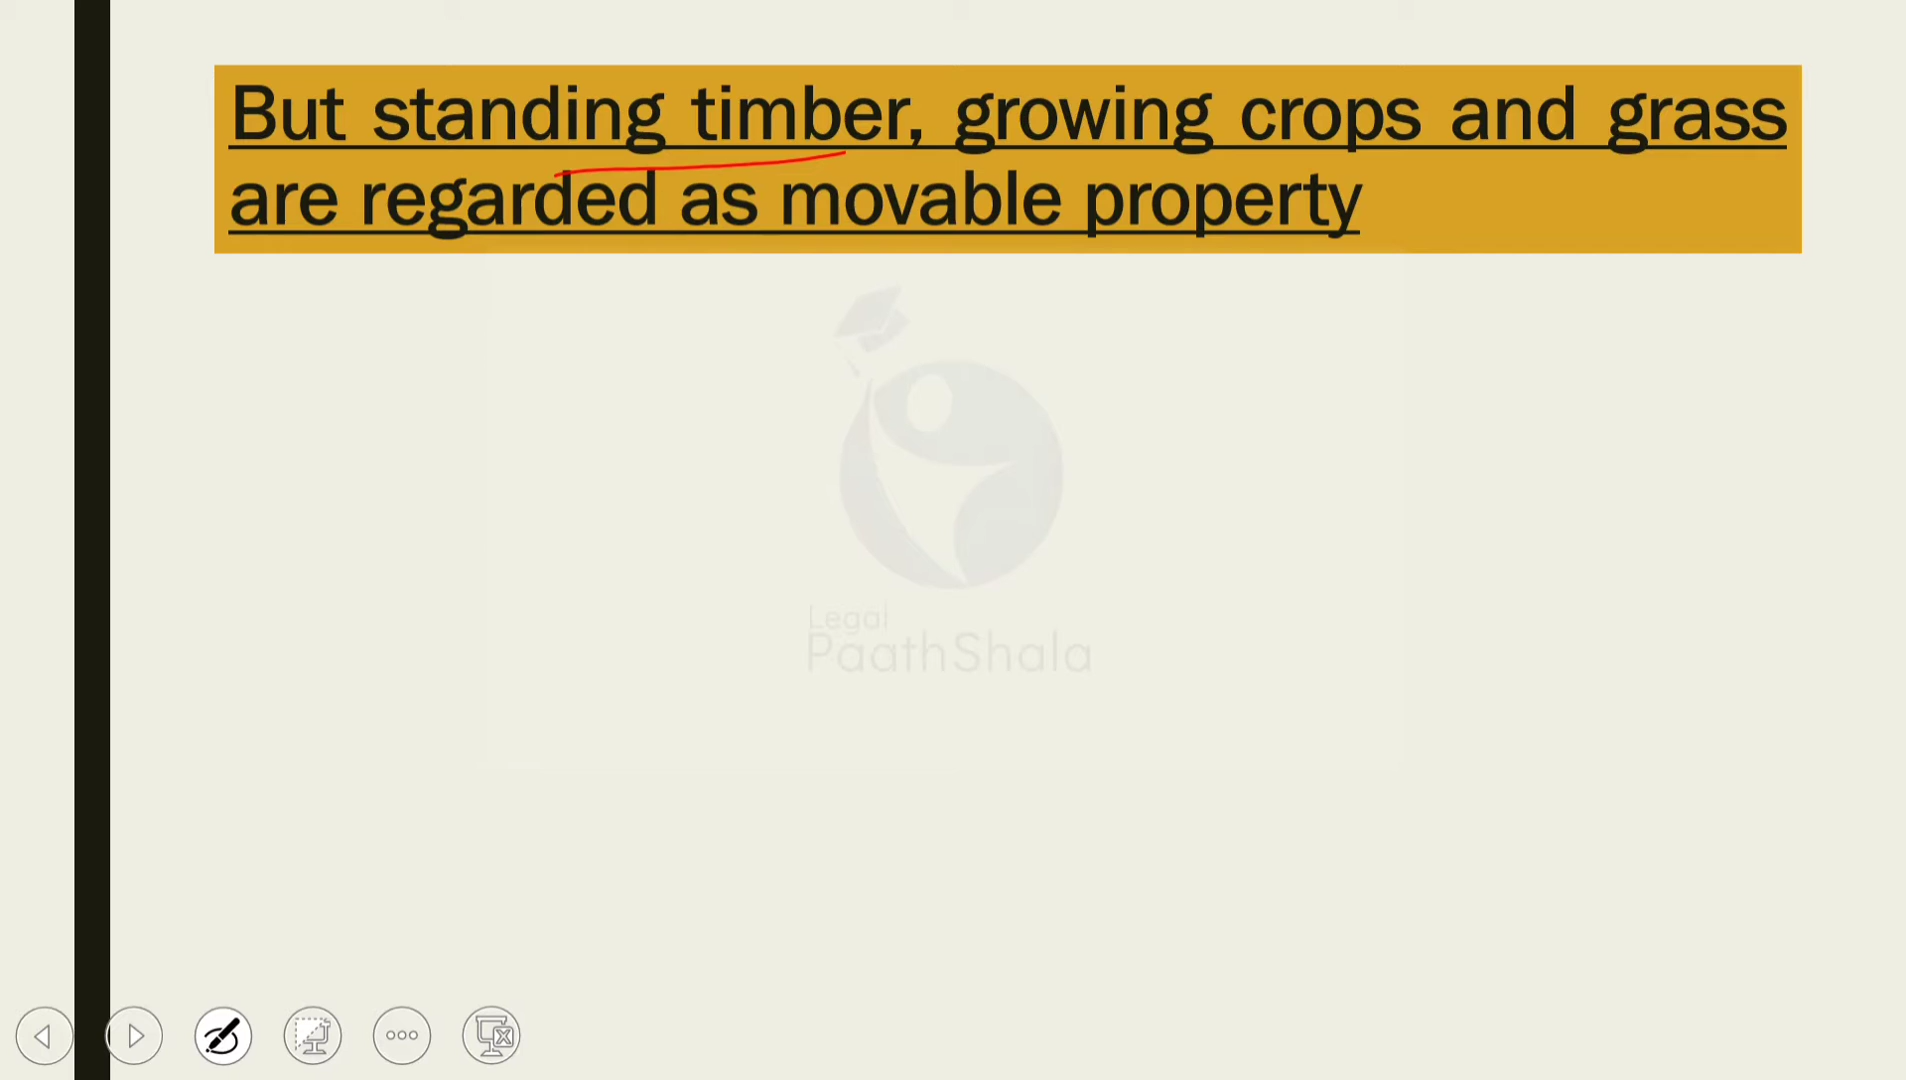 But standing timber, growing crops and grass
are regarded as movable property
Legal
PaathShala